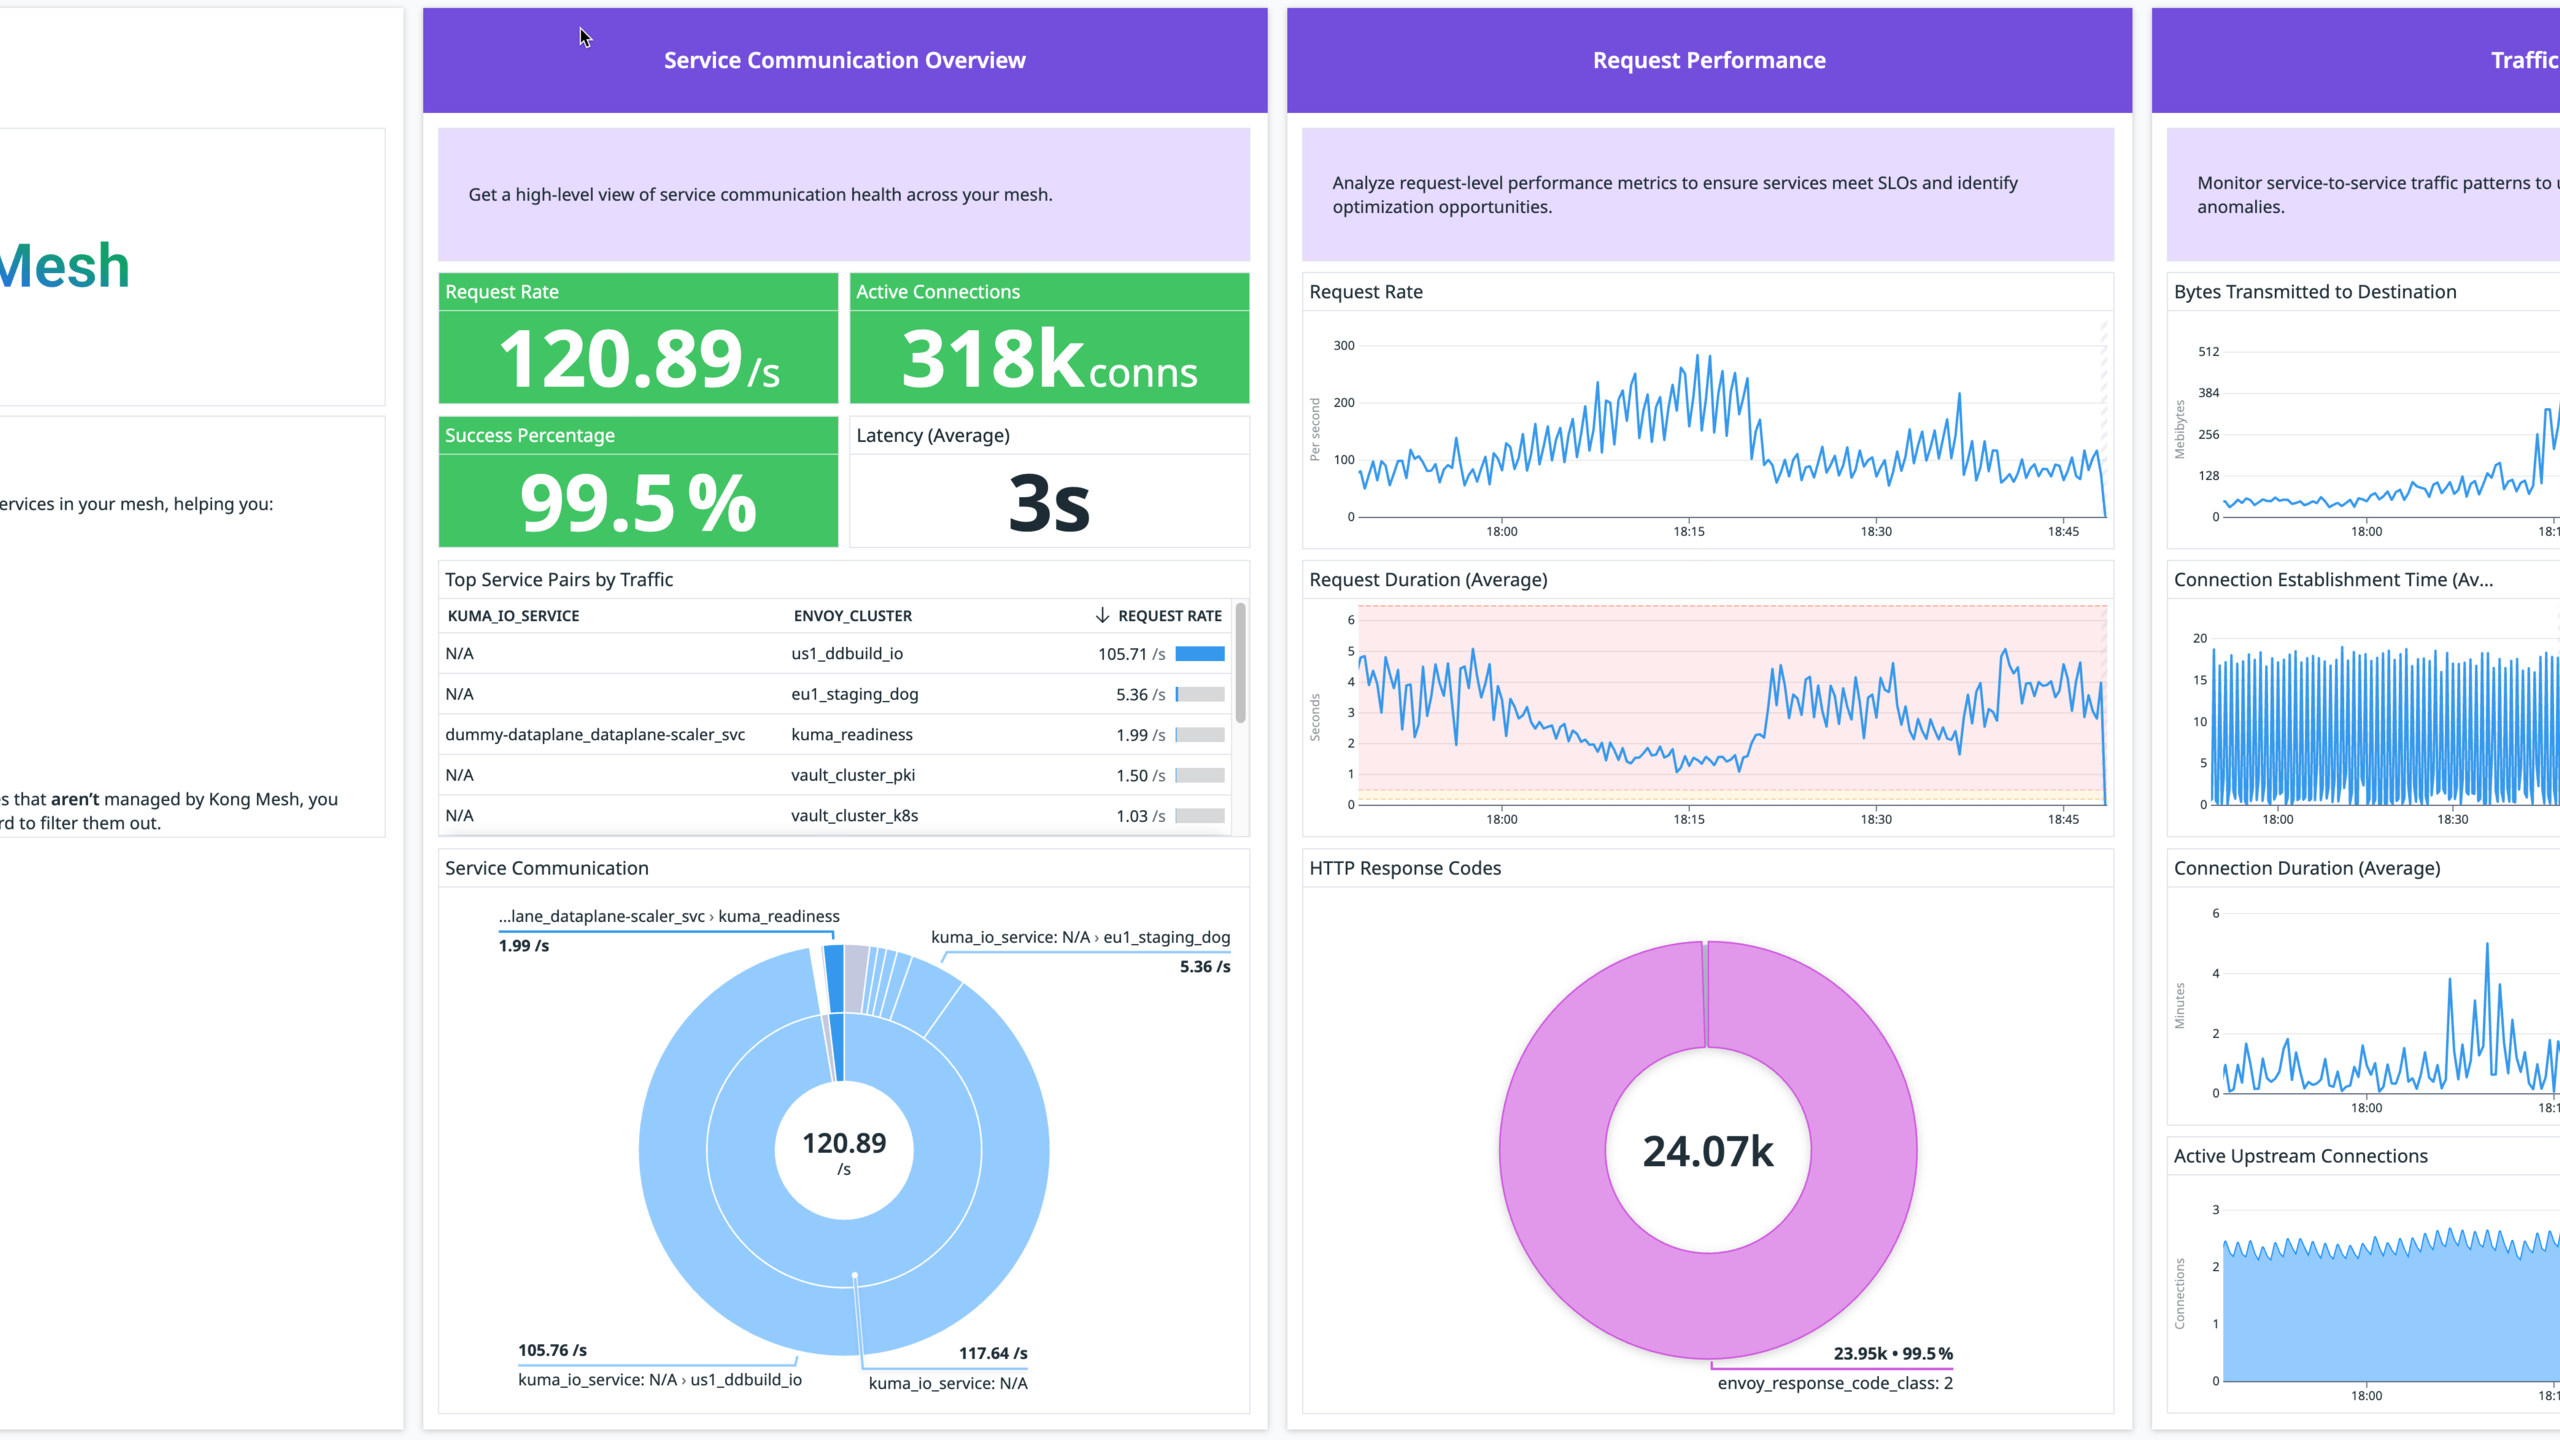 Mesh
ervices in your mesh, helping you:
s that aren't managed by Kong Mesh, you
rd to filter them out.
Service Communication Overview
Get a high-level view of service communication health across your mesh.
Request Rate
120.89/s
Active Connections
318k conns
Success Percentage
99.5%
Latency (Average)
3s
Top Service Pairs by Traffic
KUMA_IO_SERVICE ENVOY_CLUSTER ↓ REQUEST RATE
N/A us1_ddbuild_io 105.71 /s
N/A eu1_staging_dog 5.36 /s
dummy-dataplane_dataplane-scaler_svc kuma_readiness 1.99 /s
N/A vault_cluster_pki 1.50 /s
N/A vault_cluster_k8s 1.03 /s
Service Communication
...lane_dataplane-scaler_svc › kuma_readiness
1.99 /s
kuma_io_service: N/A › eu1_staging_dog
5.36 /s
120.89
/s
105.76 /s
kuma_io_service: N/A › us1_ddbuild_io
117.64 /s
kuma_io_service: N/A
Request Performance
Analyze request-level performance metrics to ensure services meet SLOs and identify
optimization opportunities.
Request Rate
Per second
300
200
100
0
18:00 18:15 18:30 18:45
Request Duration (Average)
Seconds
6
5
4
3
2
1
0
18:00 18:15 18:30 18:45
HTTP Response Codes
24.07k
23.95k • 99.5%
envoy_response_code_class: 2
Traffic
Monitor service-to-service traffic patterns to u
anomalies.
Bytes Transmitted to Destination
Mebibytes
512
384
256
128
0
18:00 18:1
Connection Establishment Time (Av...
20
15
10
5
0
18:00 18:30
Connection Duration (Average)
Minutes
6
4
2
0
18:00 18:1
Active Upstream Connections
Connections
3
2
1
0
18:00 18:1